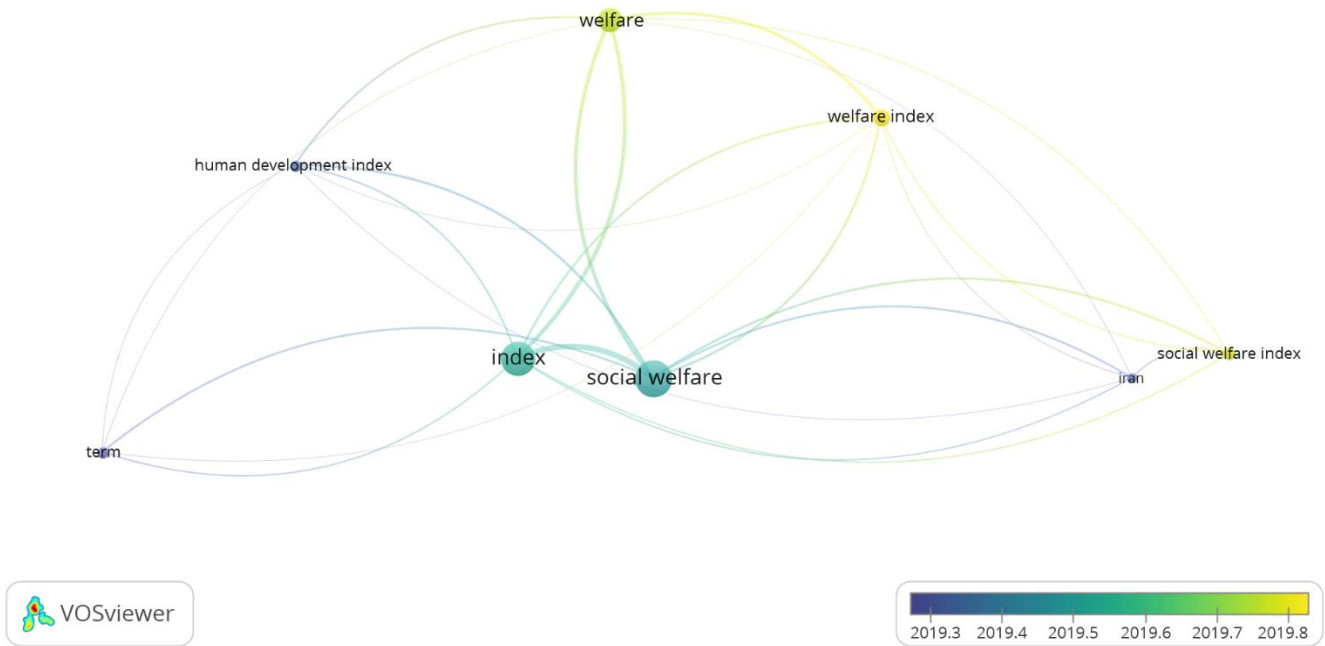 welfare
welfare index
human development index
index
social welfare
social welfare index
iran
term
VOSviewer
2019.3 2019.4 2019.5 2019.6 2019.7 2019.8